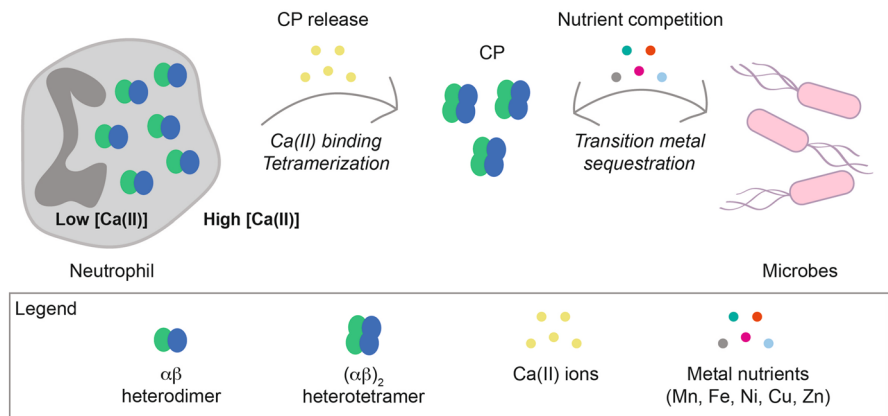 CP release
Nutrient competition
CP
Ca(II) binding
Tetramerization
Transition metal
sequestration
Low [Ca(II)]
High [Ca(II)]
Neutrophil
Microbes
Legend
αβ
heterodimer
(αβ)₂
heterotetramer
Ca(II) ions
Metal nutrients
(Mn, Fe, Ni, Cu, Zn)